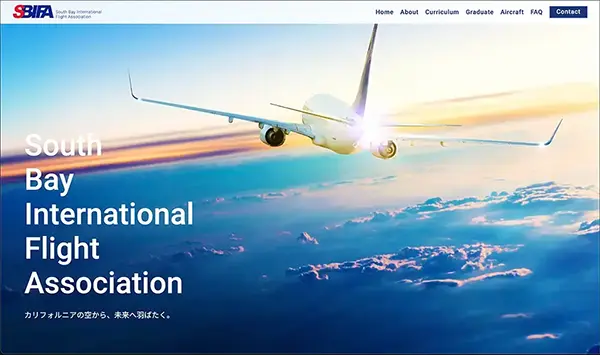 SBIFA
South Bay International
Flight Association
Home About Curriculum Graduate Aircraft FAQ Contact
South
Bay
International
Flight
Association
カリフォルニアの空から、未来へ羽ばたく。